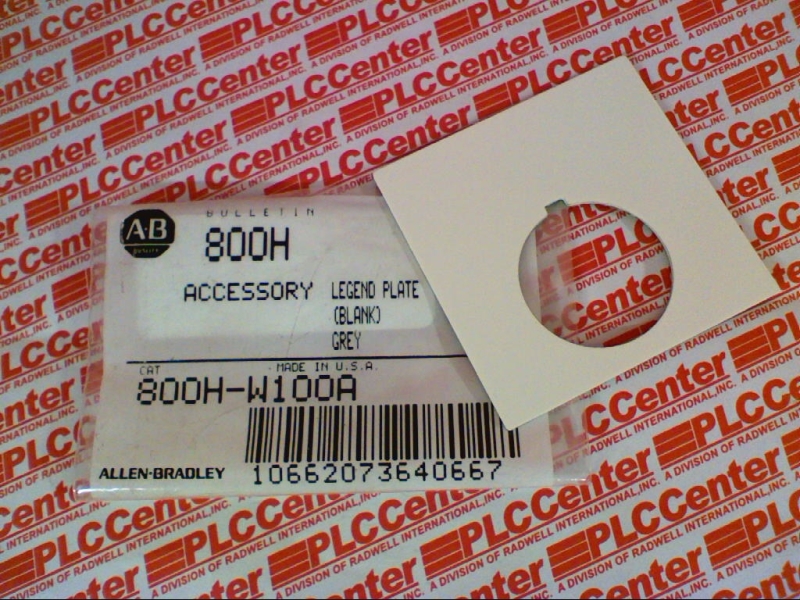 BULLETIN
A·B
800H
ACCESSORY LEGEND PLATE
(BLANK)
GREY
CAT
MADE IN U.S.A.
800H-W100A
ALLEN-BRADLEY
10662073640667
PLCCenter
A DIVISION OF RADWELL INTERNATIONAL, INC.